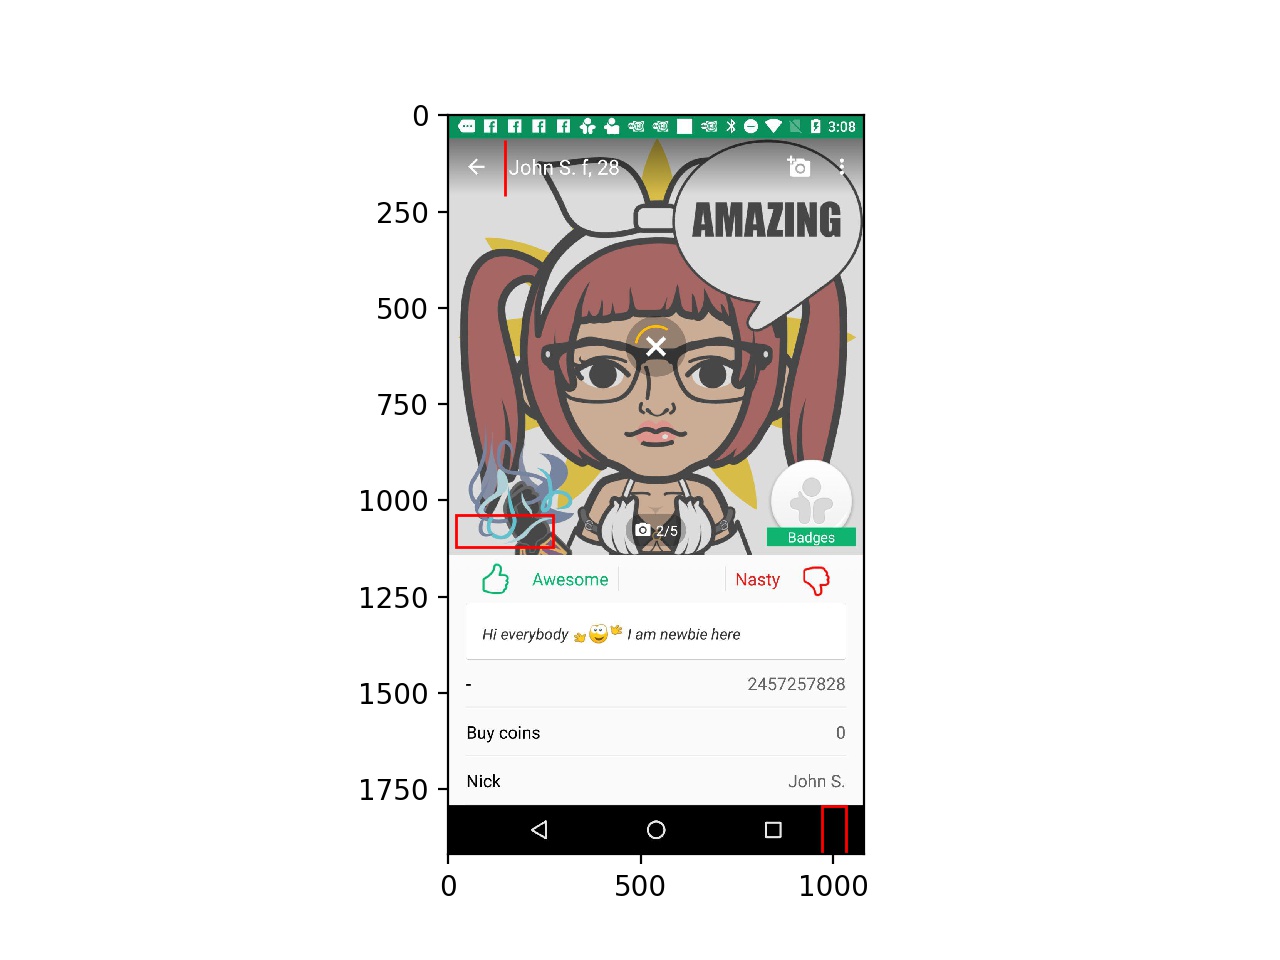 0
250
500
750
1000
1250
1500
1750
0 500 1000
3:08
John S. f, 28
AMAZING
2/5
Badges
Awesome Nasty
Hi everybody I am newbie here
- 2457257828
Buy coins 0
Nick John S.